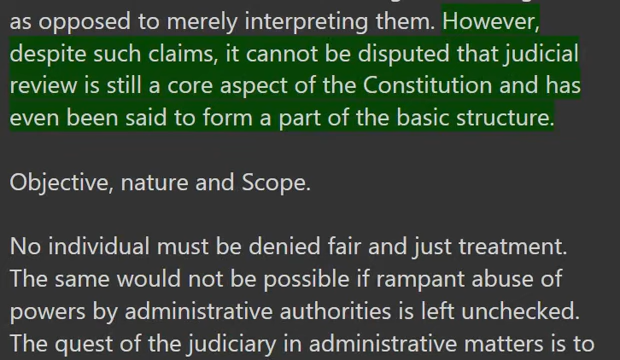 as opposed to merely interpreting them. However,
despite such claims, it cannot be disputed that judicial
review is still a core aspect of the Constitution and has
even been said to form a part of the basic structure.
Objective, nature and Scope.
No individual must be denied fair and just treatment.
The same would not be possible if rampant abuse of
powers by administrative authorities is left unchecked.
The quest of the judiciary in administrative matters is to